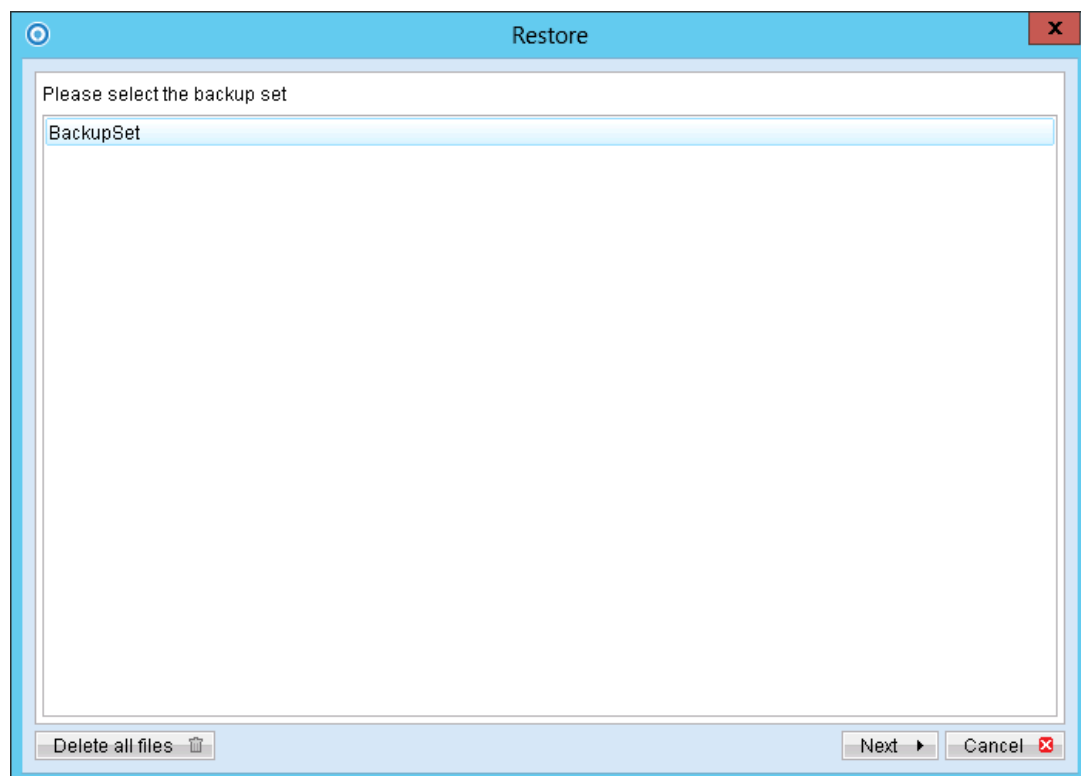 Restore
Please select the backup set
BackupSet
Delete all files
Next
Cancel